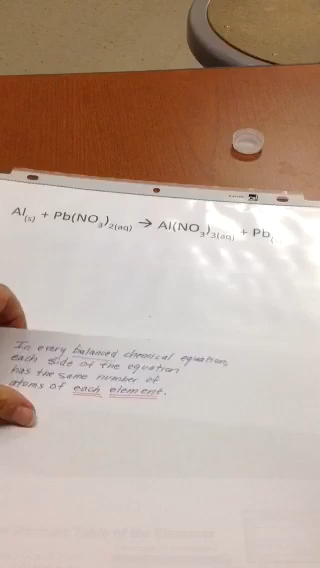 Al(s) + Pb(NO3)2(aq) → Al(NO3)3(aq) + Pb(
In every balanced chemical equation,
each side of the equation
has the same number of
atoms of each element.